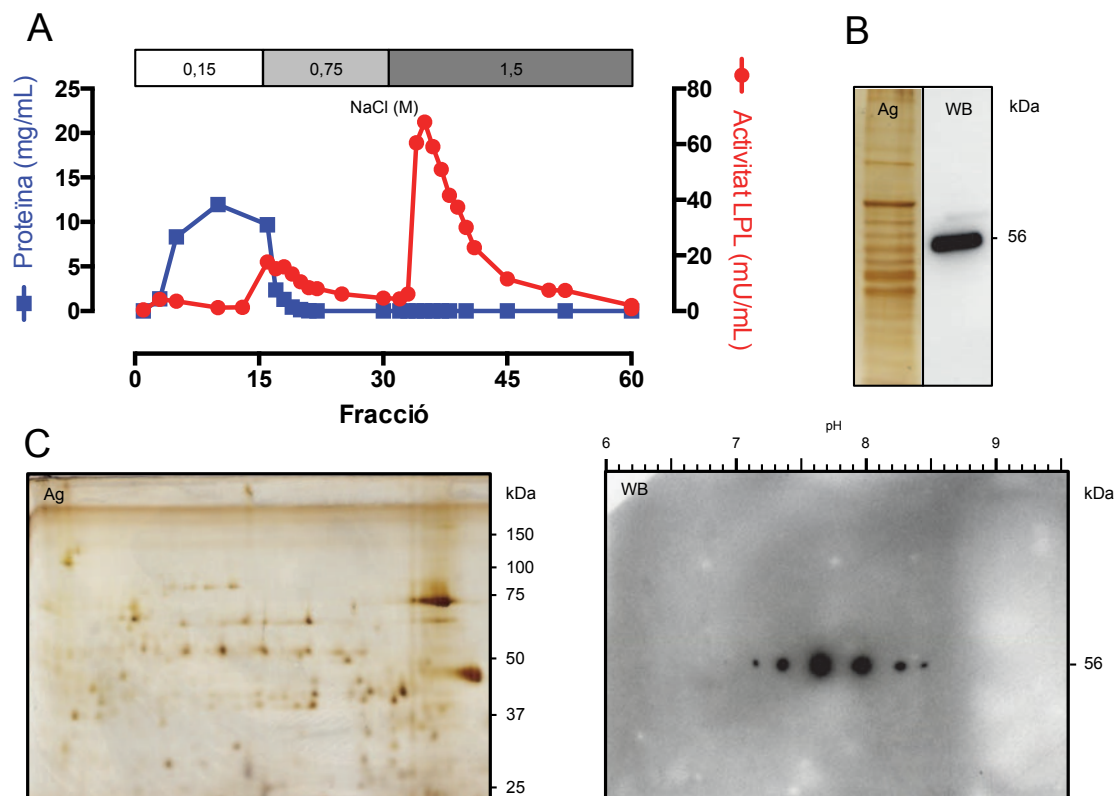 A
0,15 0,75 1,5
NaCl (M)
Proteïna (mg/mL)
25
20
15
10
5
0
80
60
40
20
0
Activitat LPL (mU/mL)
0 15 30 45 60
Fracció
B
Ag WB kDa
56
C
Ag
kDa
150
100
75
50
37
25
pH
6 7 8 9
WB
kDa
56